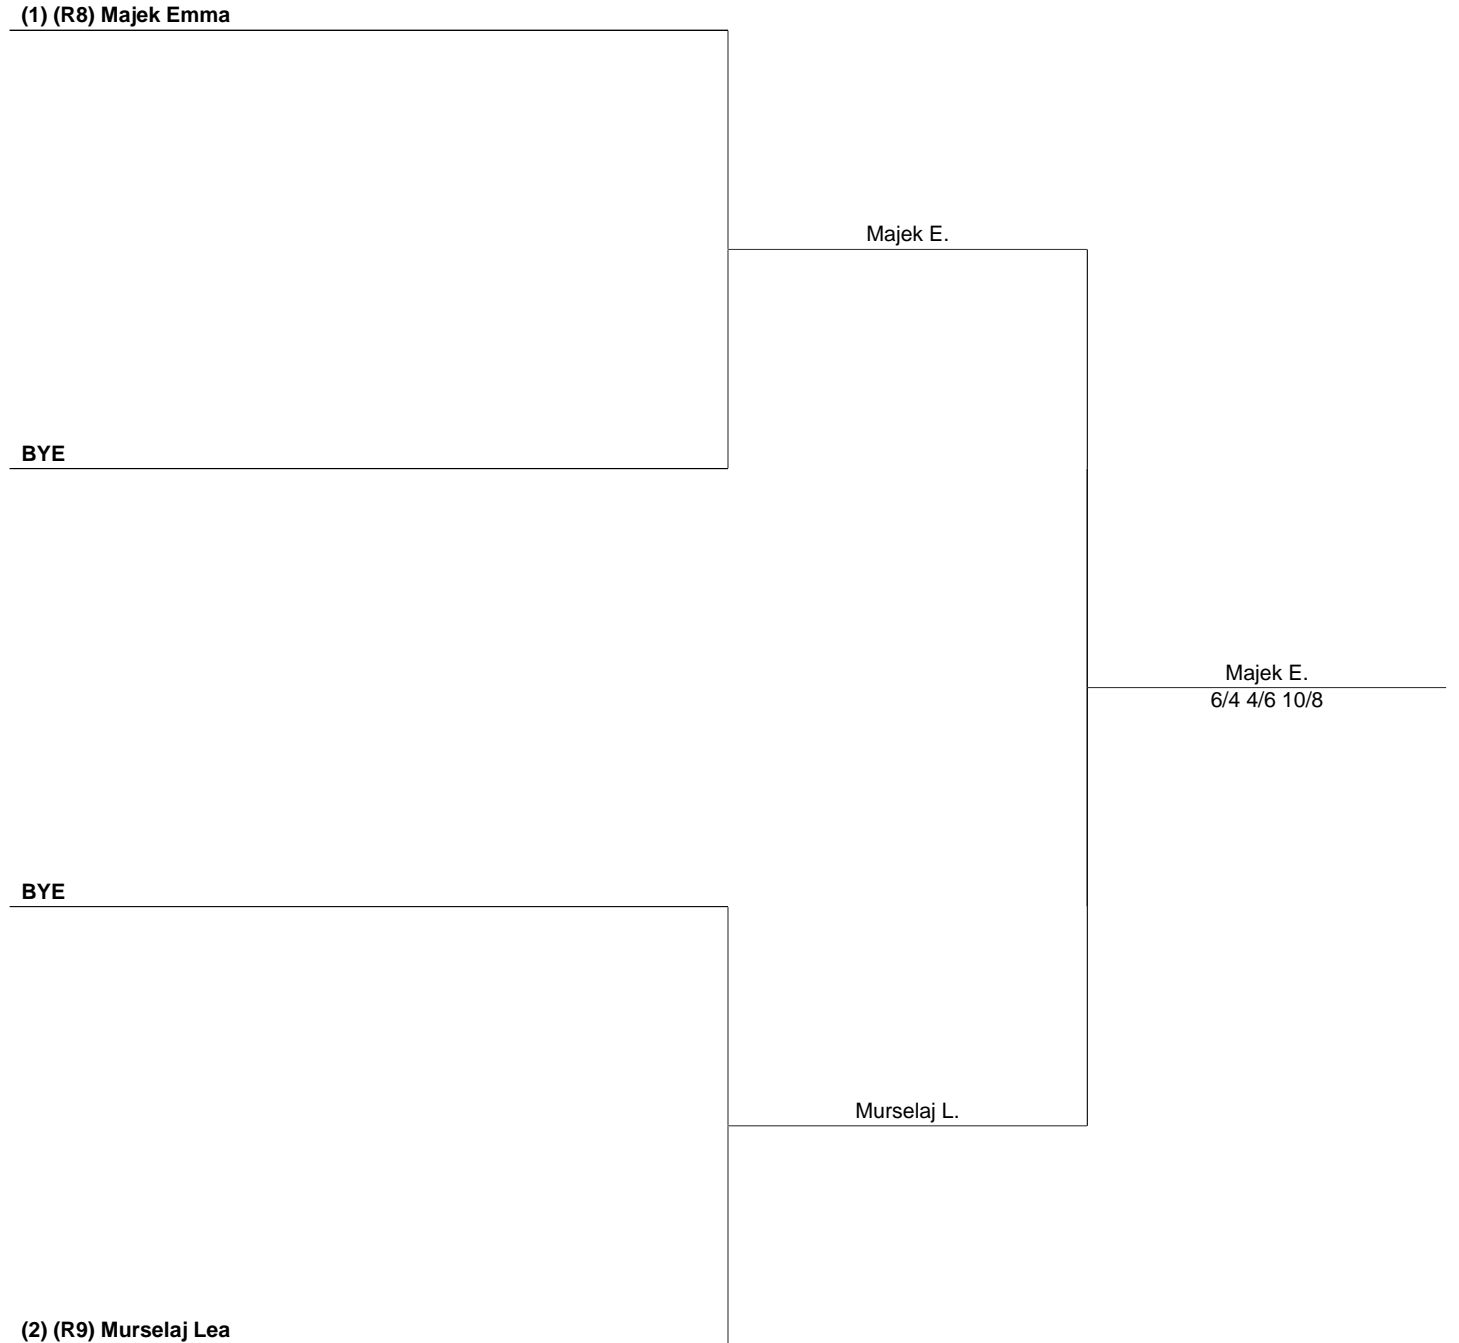 (1) (R8) Majek Emma
Majek E.
BYE
Majek E.
6/4 4/6 10/8
BYE
Murselaj L.
(2) (R9) Murselaj Lea